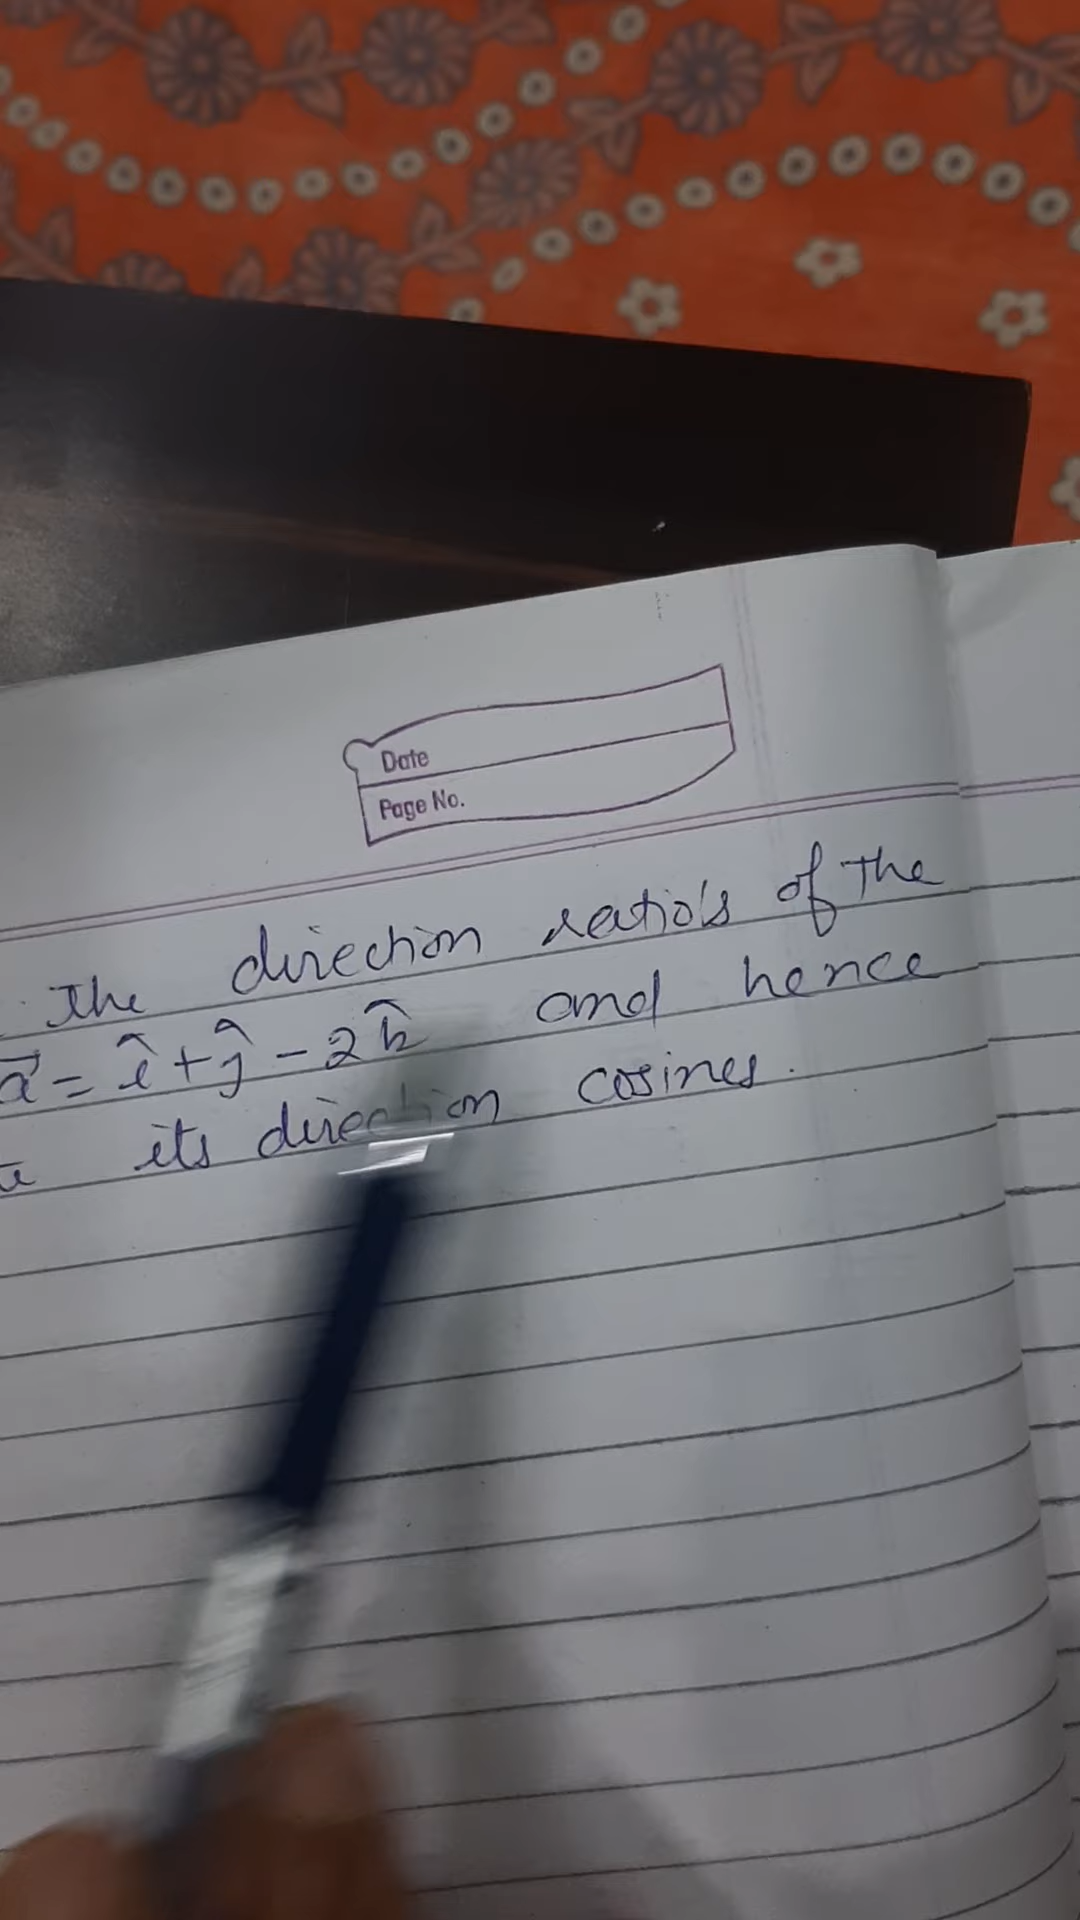 Date
Page No.
The direction ratio's of the
a⃗ = î + ĵ - 2k̂ and hence
its direction cosines.